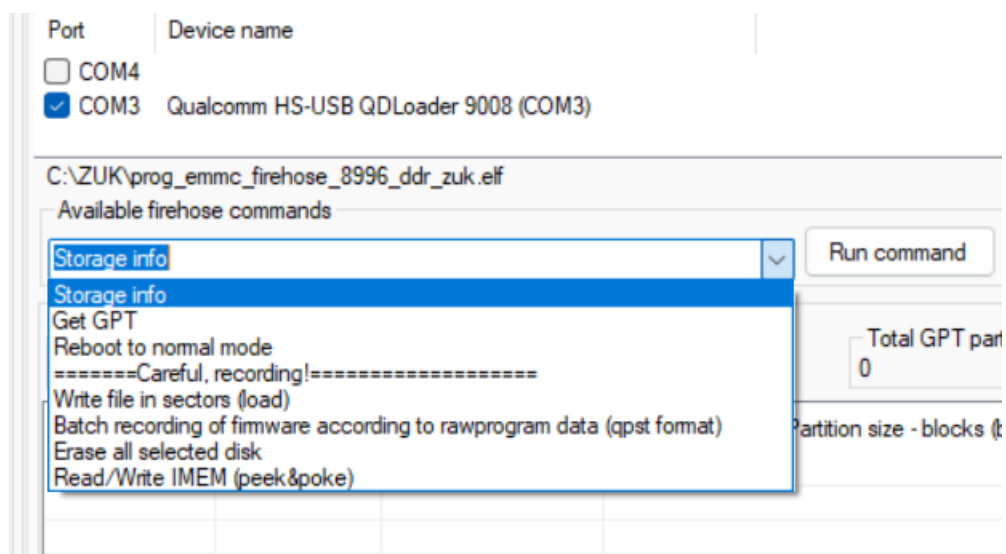 Port Device name
COM4
COM3 Qualcomm HS-USB QDLoader 9008 (COM3)
C:\ZUK\prog_emmc_firehose_8996_ddr_zuk.elf
Available firehose commands
Storage info Run command
Storage info
Get GPT
Reboot to normal mode
=======Careful, recording!===================
Write file in sectors (load)
Batch recording of firmware according to rawprogram data (qpst format)
Erase all selected disk
Read/Write IMEM (peek&poke)
Total GPT part
0
Partition size - blocks (b